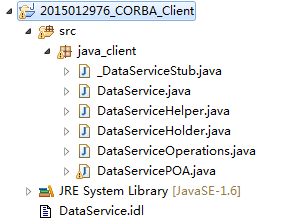 2015012976_CORBA_Client
src
java_client
_DataServiceStub.java
DataService.java
DataServiceHelper.java
DataServiceHolder.java
DataServiceOperations.java
DataServicePOA.java
JRE System Library [JavaSE-1.6]
DataService.idl